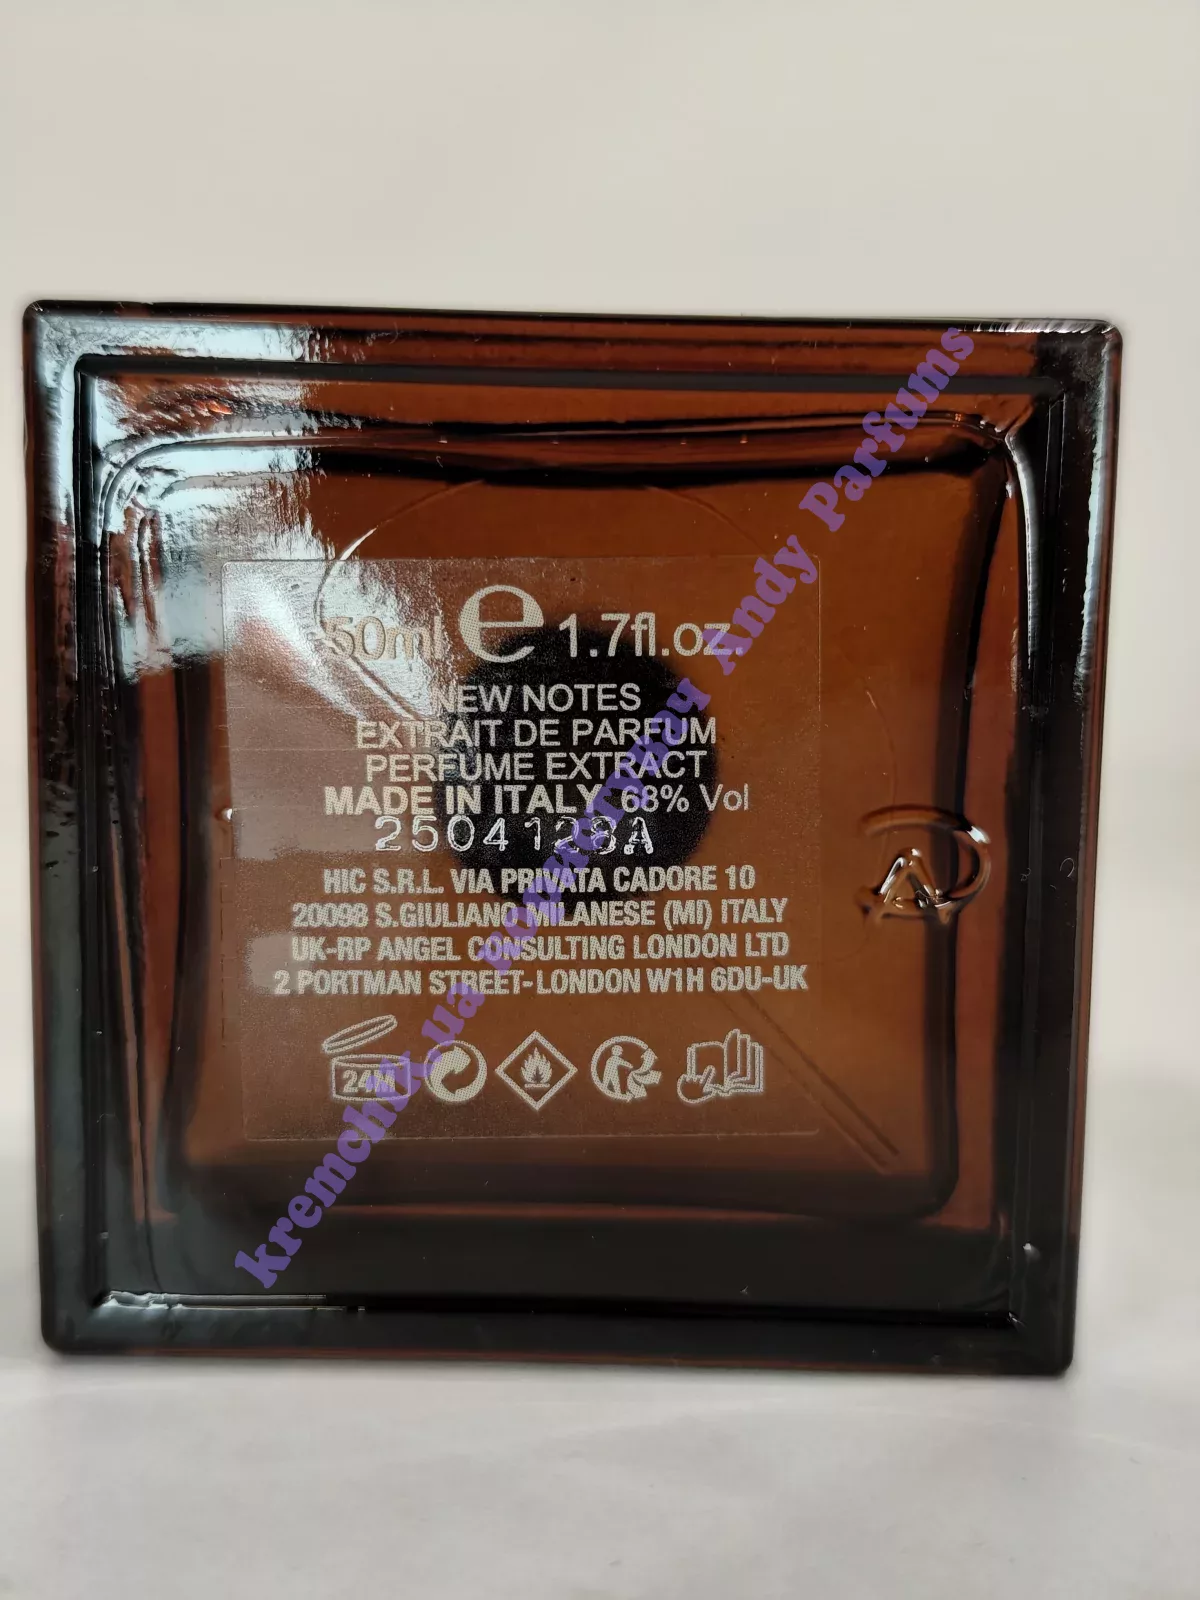 50ml e 1.7fl.oz.
NEW NOTES
EXTRAIT DE PARFUM
PERFUME EXTRACT
MADE IN ITALY 68% Vol
2504128A
HIC S.R.L. VIA PRIVATA CADORE 10
20098 S.GIULIANO MILANESE (MI) ITALY
UK-RP ANGEL CONSULTING LONDON LTD
2 PORTMAN STREET-LONDON W1H 6DU-UK
24M
kremchik_ua Andy Parfums